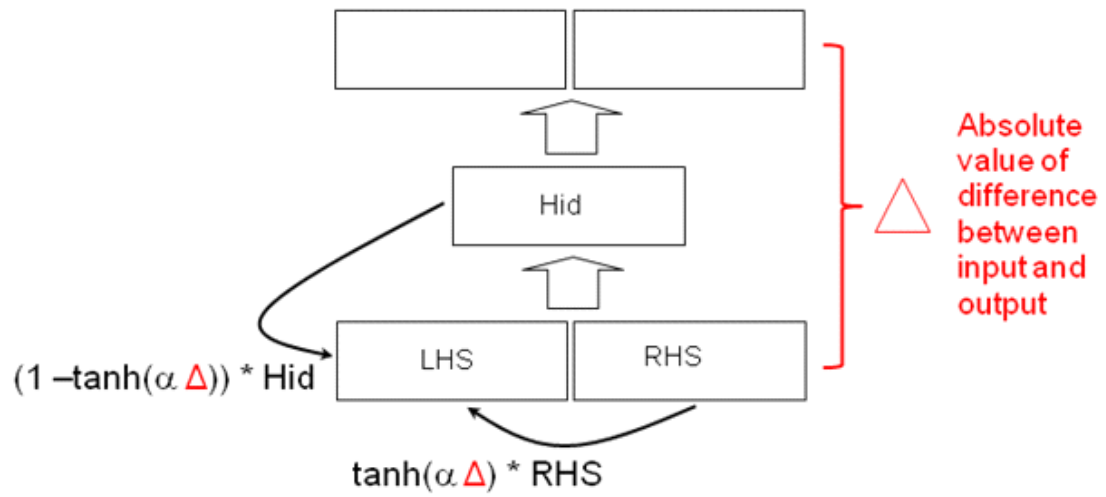 Absolute
value of
difference
between
input and
output
Hid
LHS
RHS
(1 –tanh(α Δ)) * Hid
tanh(α Δ) * RHS